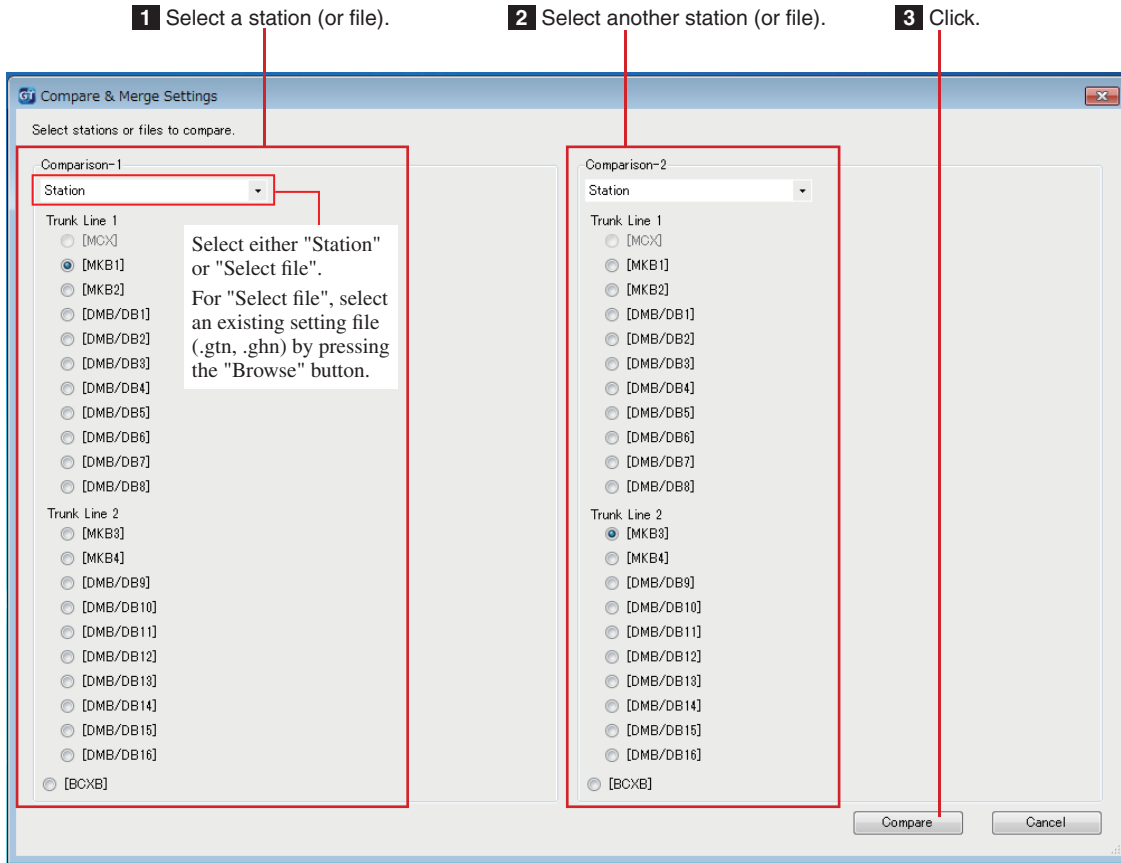 1 Select a station (or file).
2 Select another station (or file).
3 Click.
GT Compare & Merge Settings
Select stations or files to compare.
Comparison-1
Station
Trunk Line 1
[MCX]
[MKB1]
[MKB2]
[DMB/DB1]
[DMB/DB2]
[DMB/DB3]
[DMB/DB4]
[DMB/DB5]
[DMB/DB6]
[DMB/DB7]
[DMB/DB8]
Trunk Line 2
[MKB3]
[MKB4]
[DMB/DB9]
[DMB/DB10]
[DMB/DB11]
[DMB/DB12]
[DMB/DB13]
[DMB/DB14]
[DMB/DB15]
[DMB/DB16]
[BCXB]
Select either "Station"
or "Select file".
For "Select file", select
an existing setting file
(.gtn, .ghn) by pressing
the "Browse" button.
Comparison-2
Station
Trunk Line 1
[MCX]
[MKB1]
[MKB2]
[DMB/DB1]
[DMB/DB2]
[DMB/DB3]
[DMB/DB4]
[DMB/DB5]
[DMB/DB6]
[DMB/DB7]
[DMB/DB8]
Trunk Line 2
[MKB3]
[MKB4]
[DMB/DB9]
[DMB/DB10]
[DMB/DB11]
[DMB/DB12]
[DMB/DB13]
[DMB/DB14]
[DMB/DB15]
[DMB/DB16]
[BCXB]
Compare
Cancel